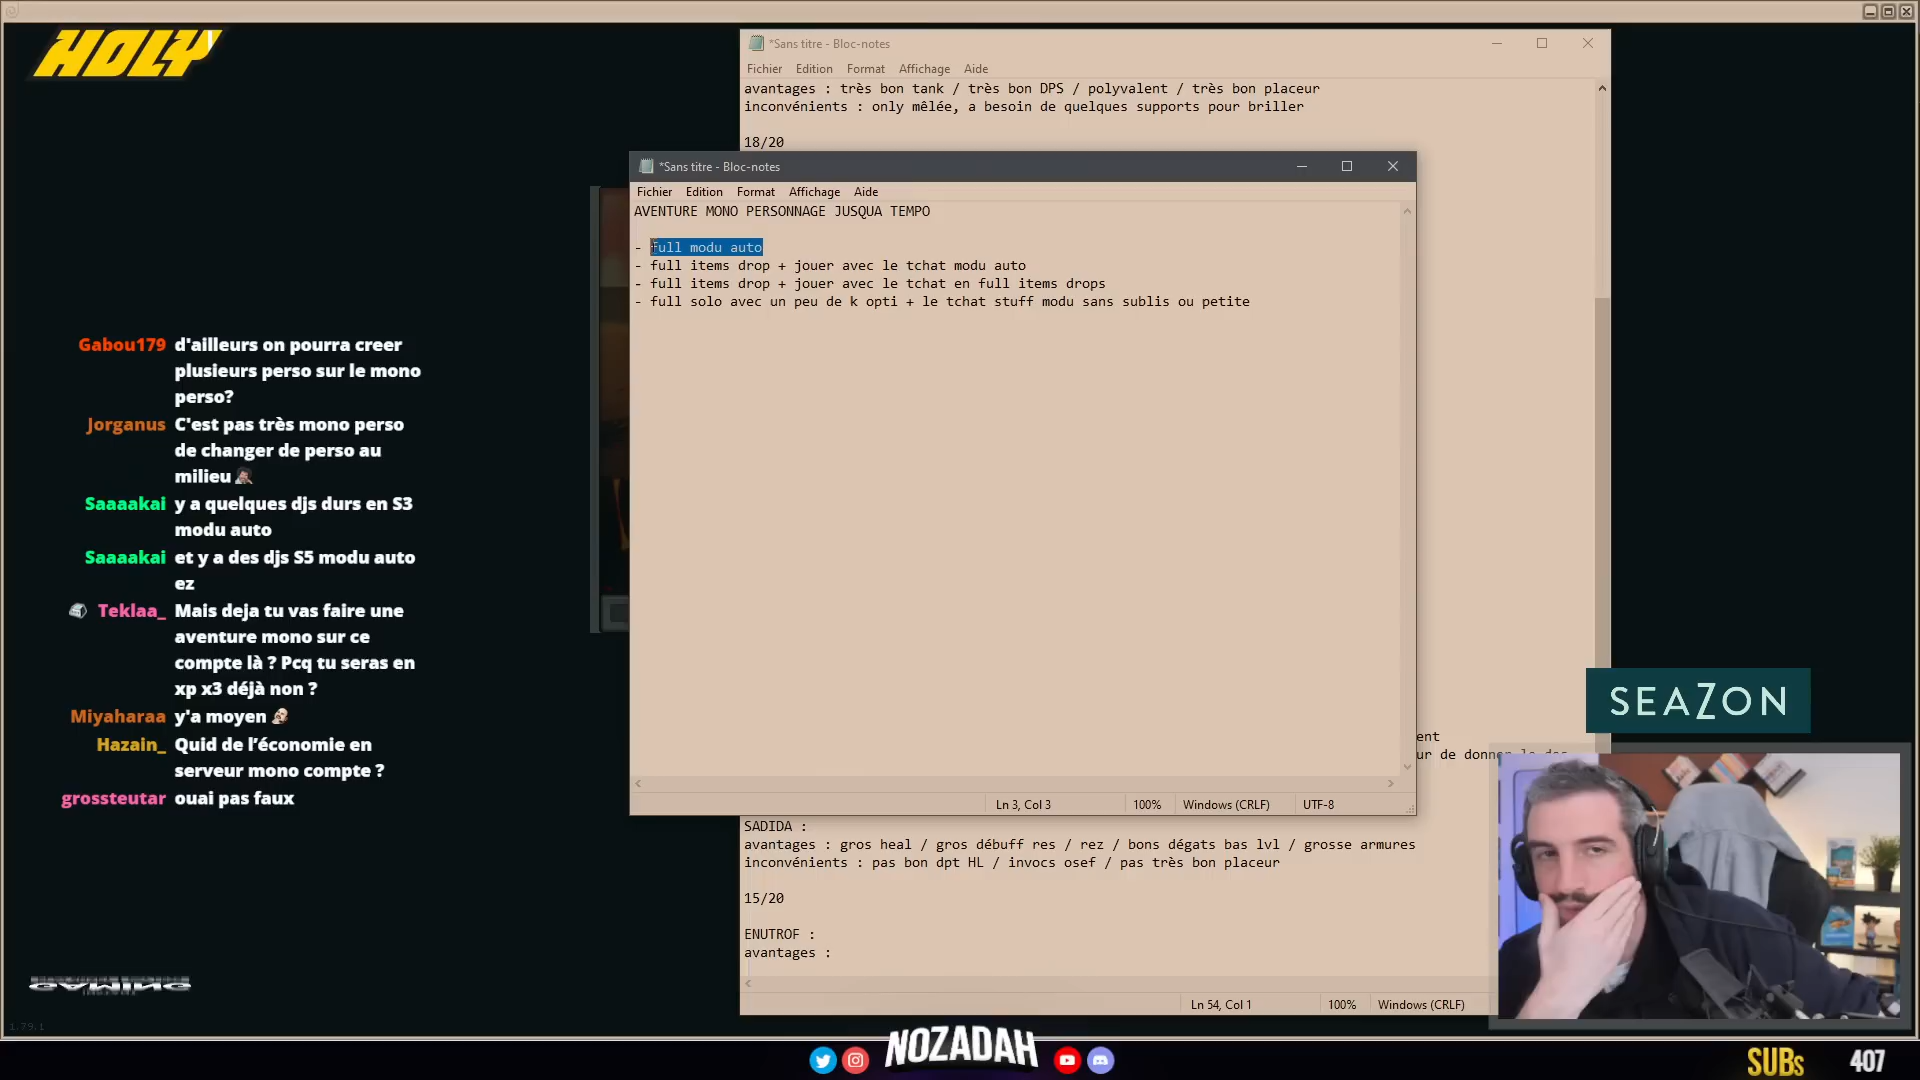 HOLY
*Sans titre - Bloc-notes
Fichier Edition Format Affichage Aide
avantages : très bon tank / très bon DPS / polyvalent / très bon placeur
inconvénients : only mêlée, a besoin de quelques supports pour briller
18/20
*Sans titre - Bloc-notes
Fichier Edition Format Affichage Aide
AVENTURE MONO PERSONNAGE JUSQUA TEMPO
- full modu auto
- full items drop + jouer avec le tchat modu auto
- full items drop + jouer avec le tchat en full items drops
- full solo avec un peu de k opti + le tchat stuff modu sans sublis ou petite
Ln 3, Col 3 100% Windows (CRLF) UTF-8
Gabou179 d'ailleurs on pourra creer
plusieurs perso sur le mono
perso?
Jorganus C'est pas très mono perso
de changer de perso au
milieu
Saaaakai y a quelques djs durs en S3
modu auto
Saaaakai et y a des djs S5 modu auto
ez
Teklaa_ Mais deja tu vas faire une
aventure mono sur ce
compte là ? Pcq tu seras en
xp x3 déjà non ?
Miyaharaa y'a moyen
Hazain_ Quid de l'économie en
serveur mono compte ?
grossteutar ouai pas faux
ent
ur de donner le
SADIDA :
avantages : gros heal / gros débuff res / rez / bons dégats bas lvl / grosse armures
inconvénients : pas bon dpt HL / invocs osef / pas très bon placeur
15/20
ENUTROF :
avantages :
Ln 54, Col 1 100% Windows (CRLF)
SEAZON
GAMING
1.79.1
NOZADAH
SUBs 407